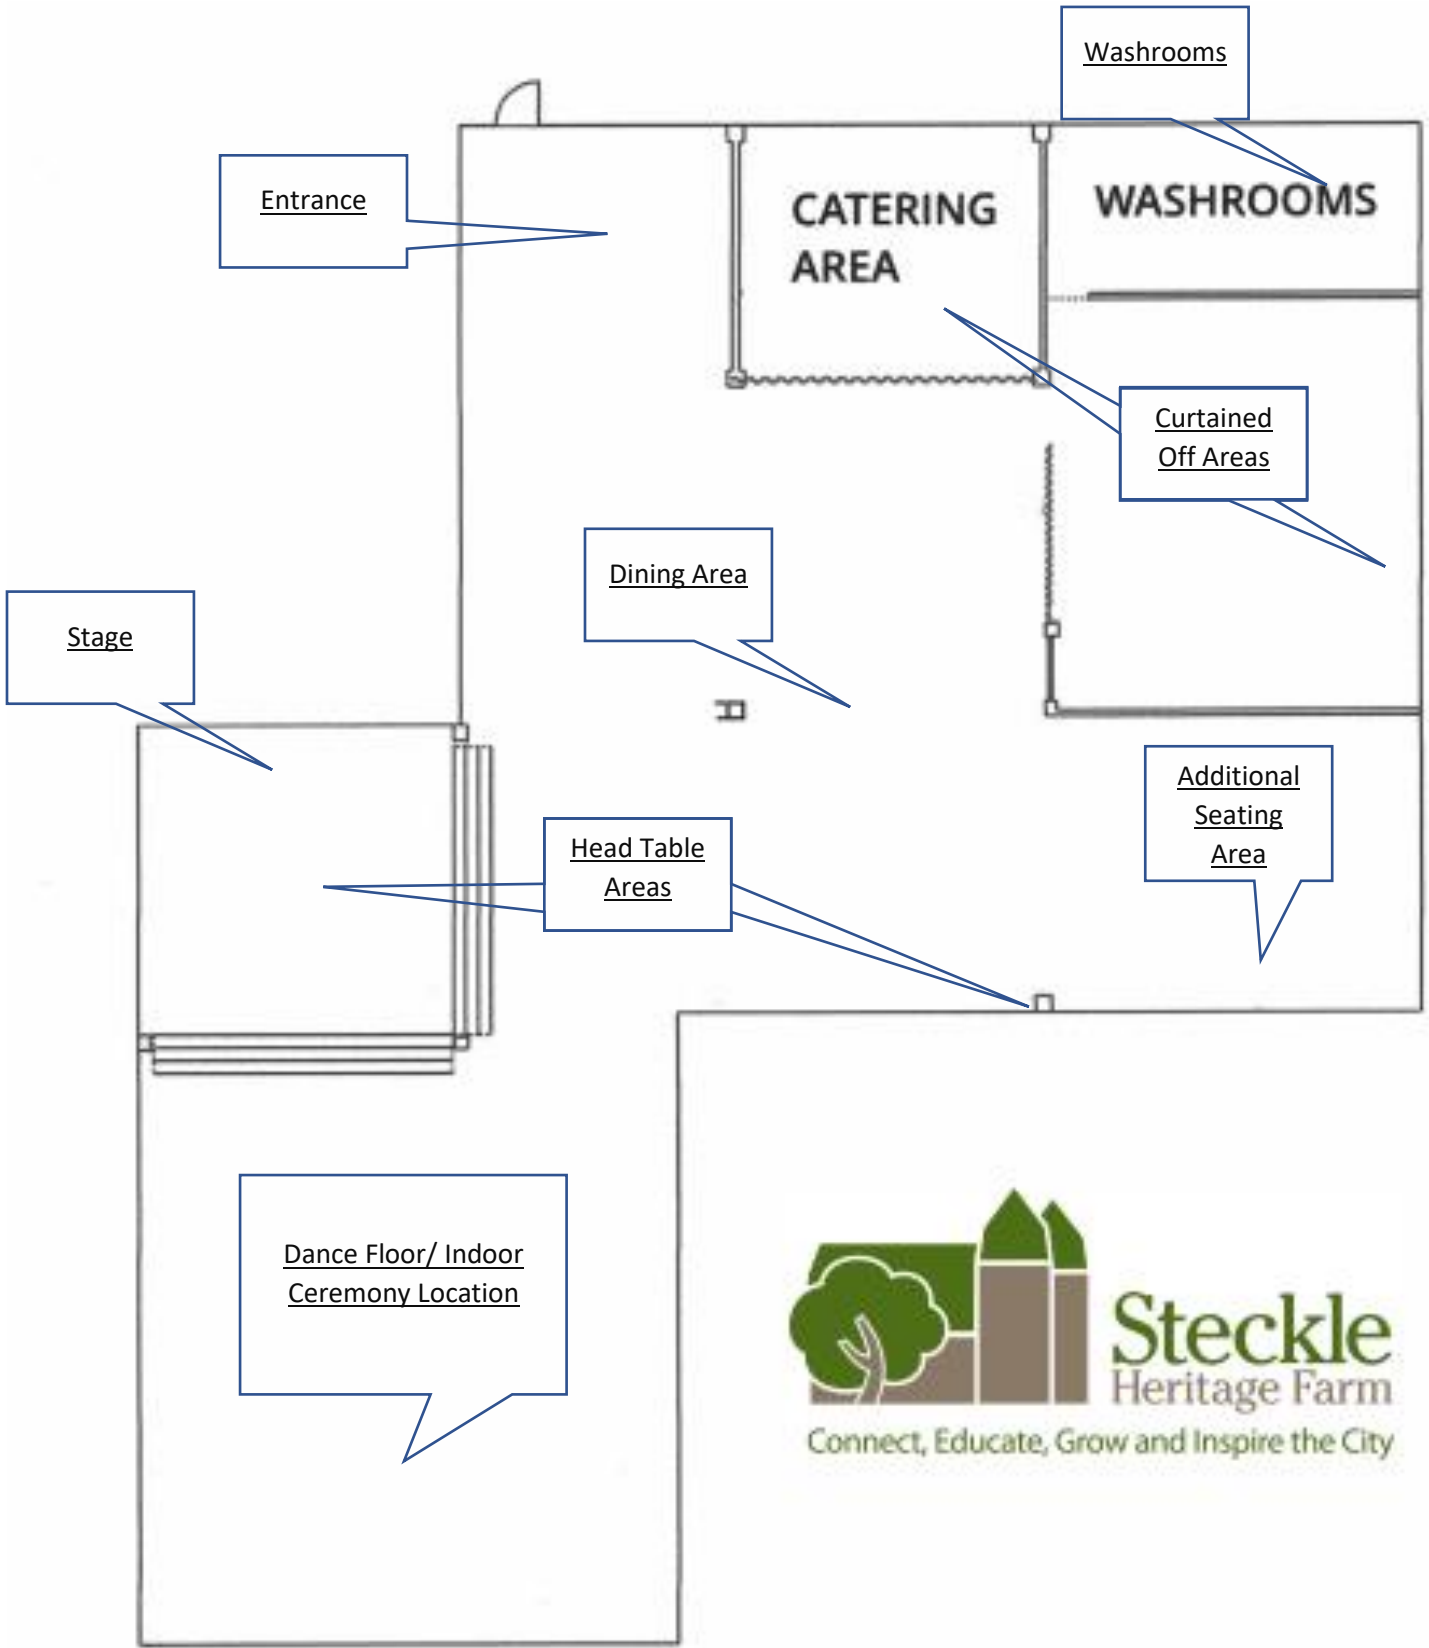 Washrooms
Entrance
CATERING
AREA
WASHROOMS
Curtained
Off Areas
Dining Area
Stage
Additional
Seating
Area
Head Table
Areas
Dance Floor/ Indoor
Ceremony Location
Steckle
Heritage Farm
Connect, Educate, Grow and Inspire the City